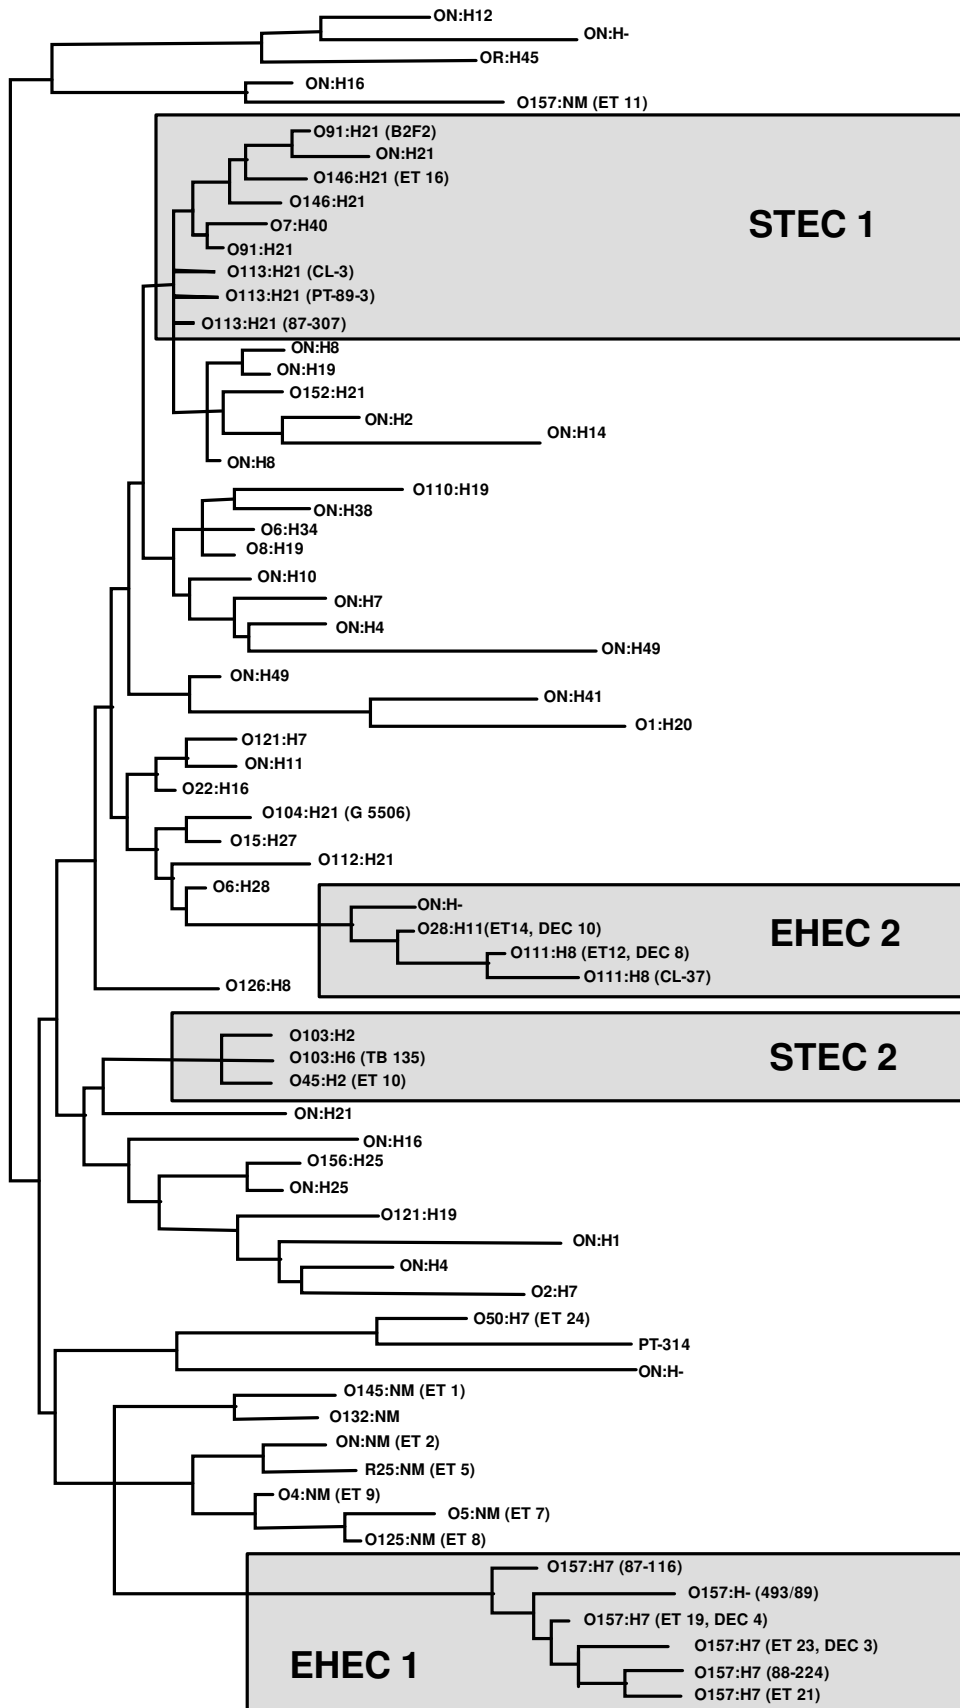 ON:H12
ON:H-
OR:H45
ON:H16
O157:NM (ET 11)
O91:H21 (B2F2)
ON:H21
O146:H21 (ET 16)
O146:H21
STEC 1
O7:H40
O91:H21
O113:H21 (CL-3)
O113:H21 (PT-89-3)
O113:H21 (87-307)
ON:H8
ON:H19
O152:H21
ON:H2
ON:H14
ON:H8
O110:H19
ON:H38
O6:H34
O8:H19
ON:H10
ON:H7
ON:H4
ON:H49
ON:H49
ON:H41
O1:H20
O121:H7
ON:H11
O22:H16
O104:H21 (G 5506)
O15:H27
O112:H21
O6:H28
ON:H-
O28:H11(ET14, DEC 10)
EHEC 2
O111:H8 (ET12, DEC 8)
O111:H8 (CL-37)
O126:H8
O103:H2
O103:H6 (TB 135)
STEC 2
O45:H2 (ET 10)
ON:H21
ON:H16
O156:H25
ON:H25
O121:H19
ON:H1
ON:H4
O2:H7
O50:H7 (ET 24)
PT-314
ON:H-
O145:NM (ET 1)
O132:NM
ON:NM (ET 2)
R25:NM (ET 5)
O4:NM (ET 9)
O5:NM (ET 7)
O125:NM (ET 8)
O157:H7 (87-116)
O157:H- (493/89)
O157:H7 (ET 19, DEC 4)
O157:H7 (ET 23, DEC 3)
EHEC 1
O157:H7 (88-224)
O157:H7 (ET 21)